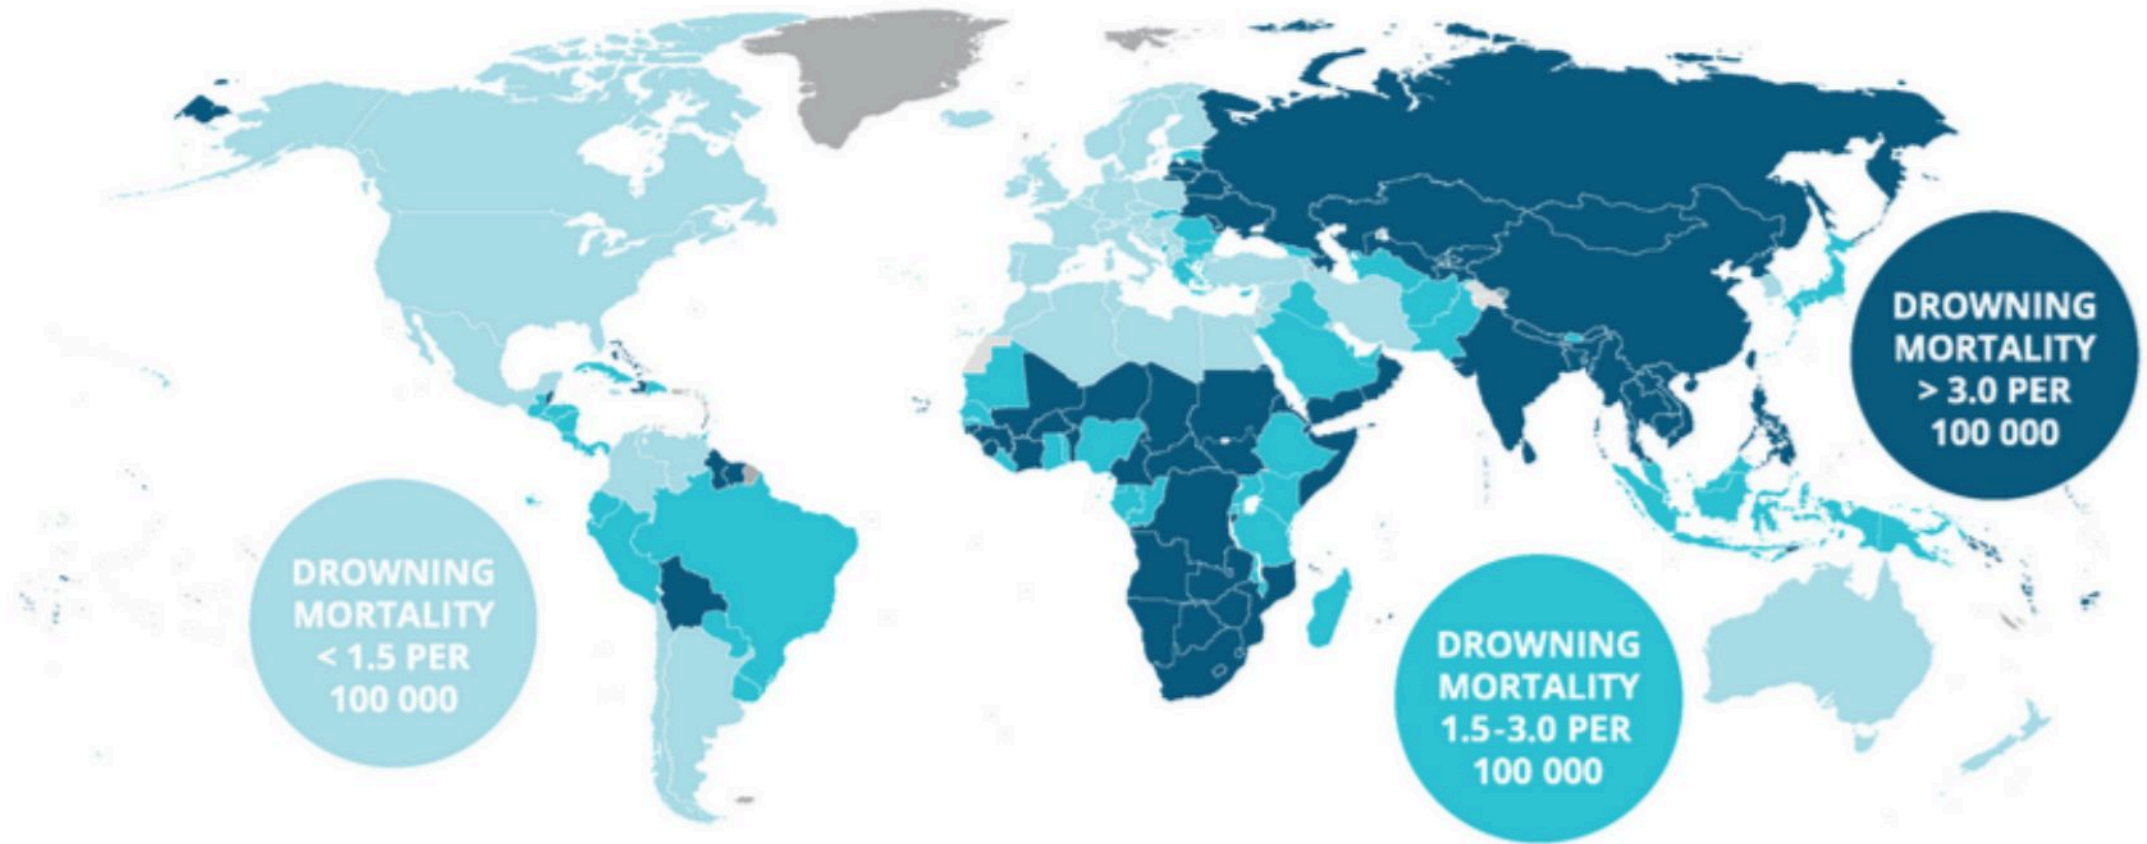 DROWNING
MORTALITY
> 3.0 PER
100 000
DROWNING
MORTALITY
< 1.5 PER
100 000
DROWNING
MORTALITY
1.5-3.0 PER
100 000